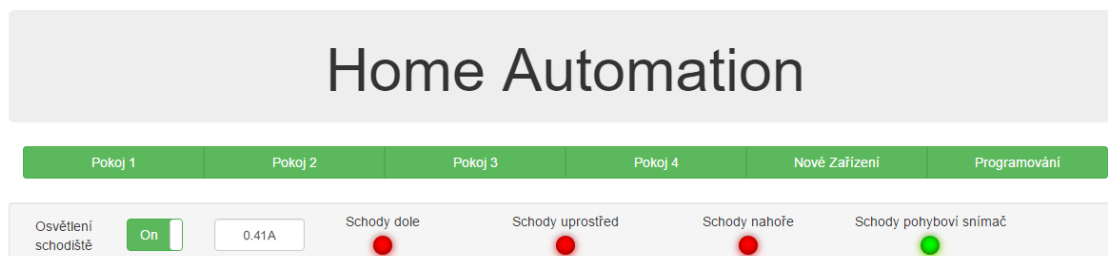 Home Automation
Pokoj 1 Pokoj 2 Pokoj 3 Pokoj 4 Nové Zařízení Programování
Osvětlení schodiště On 0.41A Schody dole Schody uprostřed Schody nahoře Schody pohyboví snímač